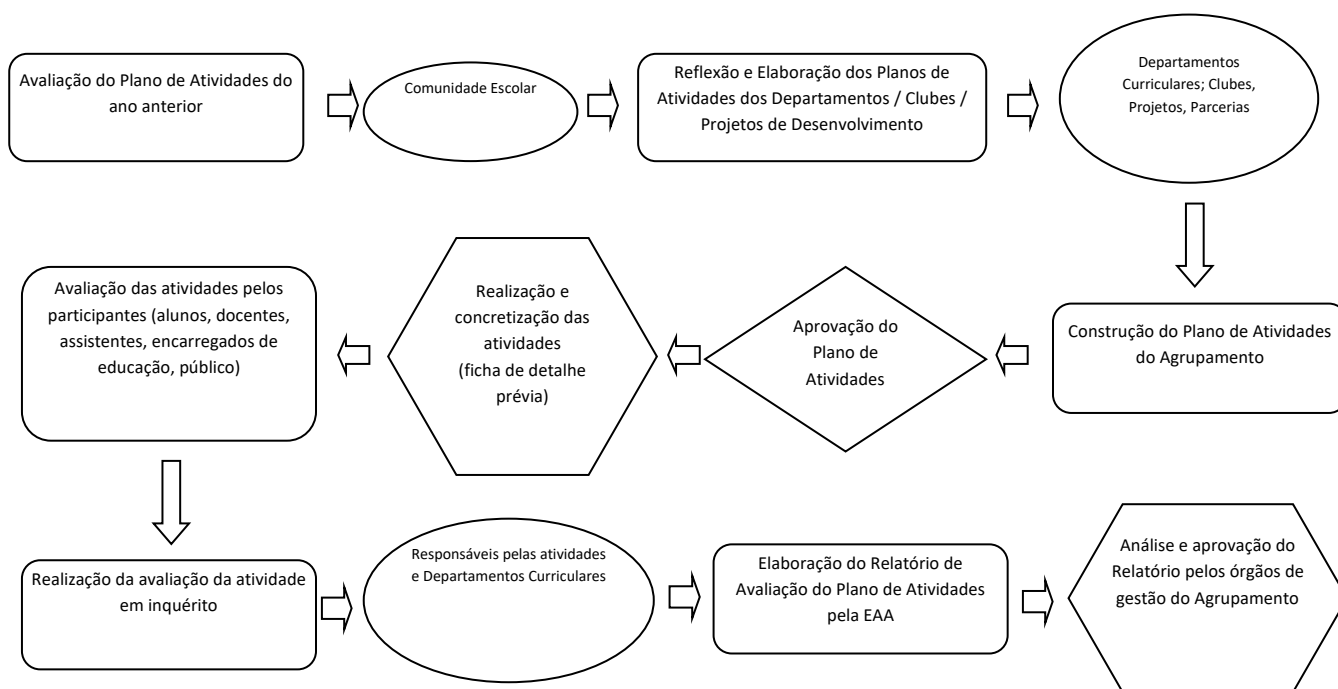 Avaliação do Plano de Atividades do
ano anterior
Comunidade Escolar
Reflexão e Elaboração dos Planos de
Atividades dos Departamentos / Clubes /
Projetos de Desenvolvimento
Departamentos
Curriculares; Clubes,
Projetos, Parcerias
Construção do Plano de Atividades
do Agrupamento
Aprovação do
Plano de
Atividades
Realização e
concretização das
atividades
(ficha de detalhe
prévia)
Avaliação das atividades pelos
participantes (alunos, docentes,
assistentes, encarregados de
educação, público)
Realização da avaliação da atividade
em inquérito
Responsáveis pelas atividades
e Departamentos Curriculares
Elaboração do Relatório de
Avaliação do Plano de Atividades
pela EAA
Análise e aprovação do
Relatório pelos órgãos de
gestão do Agrupamento